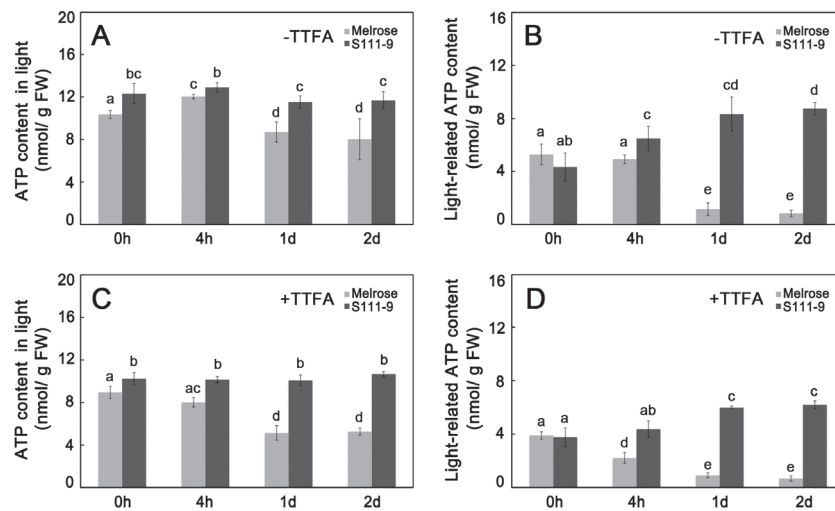 A
-TTFA
Melrose
S111-9
ATP content in light
(nmol/ g FW)
20
16
12
8
4
0
a
bc
c
b
d
c
d
c
0h
4h
1d
2d
B
-TTFA
Melrose
S111-9
Light-related ATP content
(nmol/ g FW)
20
16
12
8
4
0
a
ab
a
c
e
cd
e
d
0h
4h
1d
2d
C
+TTFA
Melrose
S111-9
ATP content in light
(nmol/ g FW)
20
16
12
8
4
0
a
b
ac
b
d
b
d
b
0h
4h
1d
2d
D
+TTFA
Melrose
S111-9
Light-related ATP content
(nmol/ g FW)
20
16
12
8
4
0
a
a
d
ab
e
c
e
c
0h
4h
1d
2d